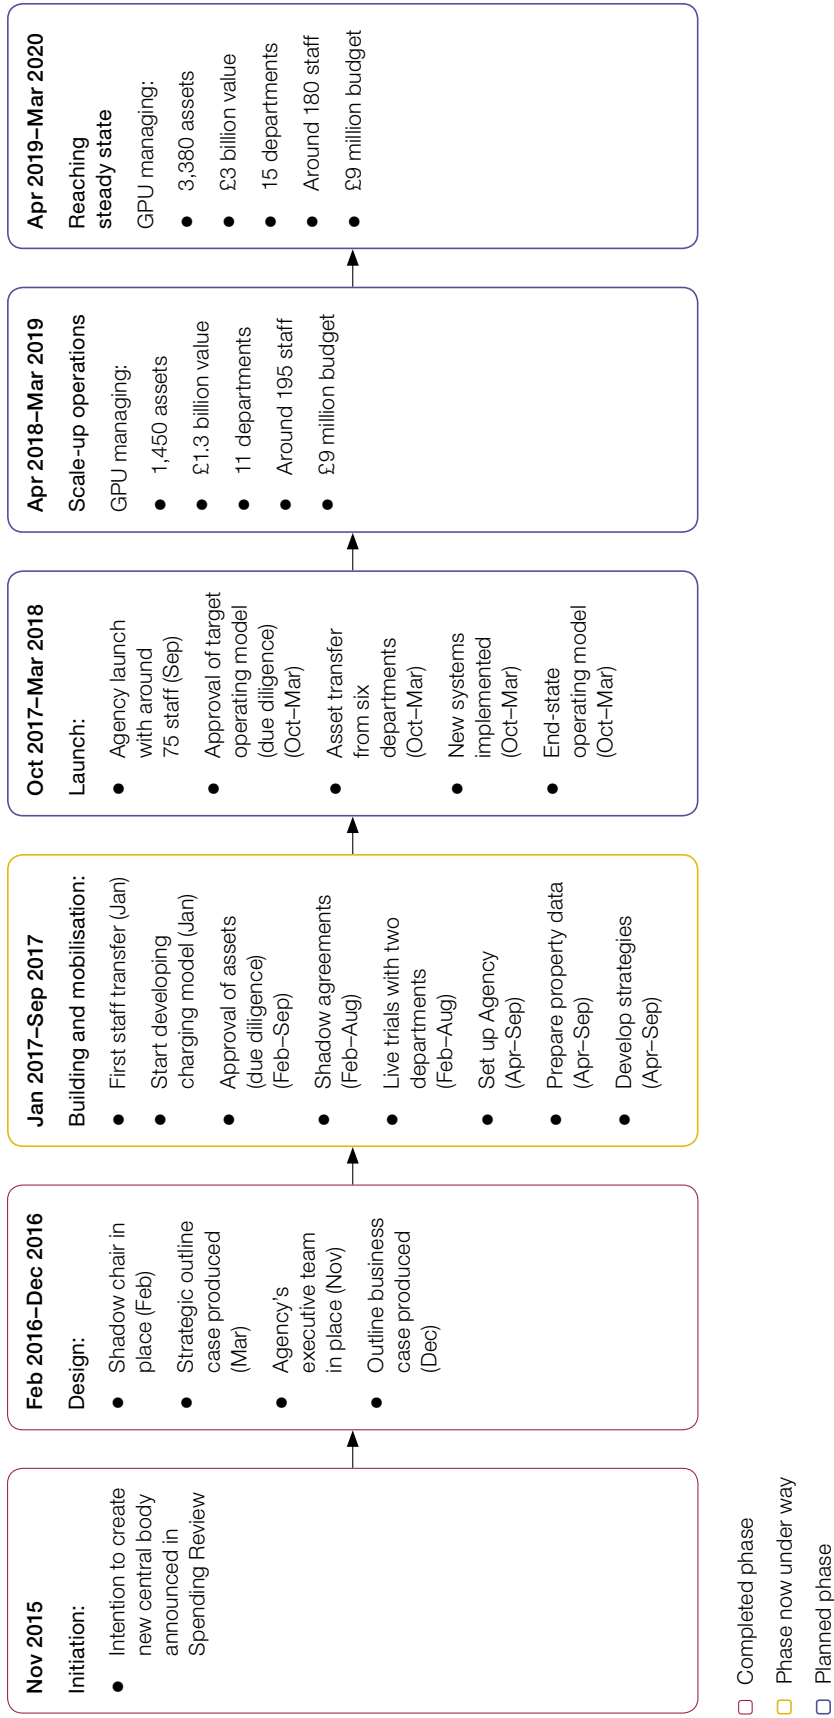 Nov 2015
Initiation:
● Intention to create
new central body
announced in
Spending Review
Feb 2016–Dec 2016
Design:
● Shadow chair in
place (Feb)
● Strategic outline
case produced
(Mar)
● Agency's
executive team
in place (Nov)
● Outline business
case produced
(Dec)
Jan 2017–Sep 2017
Building and mobilisation:
● First staff transfer (Jan)
● Start developing
charging model (Jan)
● Approval of assets
(due diligence)
(Feb–Sep)
● Shadow agreements
(Feb–Aug)
● Live trials with two
departments
(Feb–Aug)
● Set up Agency
(Apr–Sep)
● Prepare property data
(Apr–Sep)
● Develop strategies
(Apr–Sep)
Oct 2017–Mar 2018
Launch:
● Agency launch
with around
75 staff (Sep)
● Approval of target
operating model
(due diligence)
(Oct–Mar)
● Asset transfer
from six
departments
(Oct–Mar)
● New systems
implemented
(Oct–Mar)
● End-state
operating model
(Oct–Mar)
Apr 2018–Mar 2019
Scale-up operations
GPU managing:
● 1,450 assets
● £1.3 billion value
● 11 departments
● Around 195 staff
● £9 million budget
Apr 2019–Mar 2020
Reaching
steady state
GPU managing:
● 3,380 assets
● £3 billion value
● 15 departments
● Around 180 staff
● £9 million budget
Completed phase
Phase now under way
Planned phase